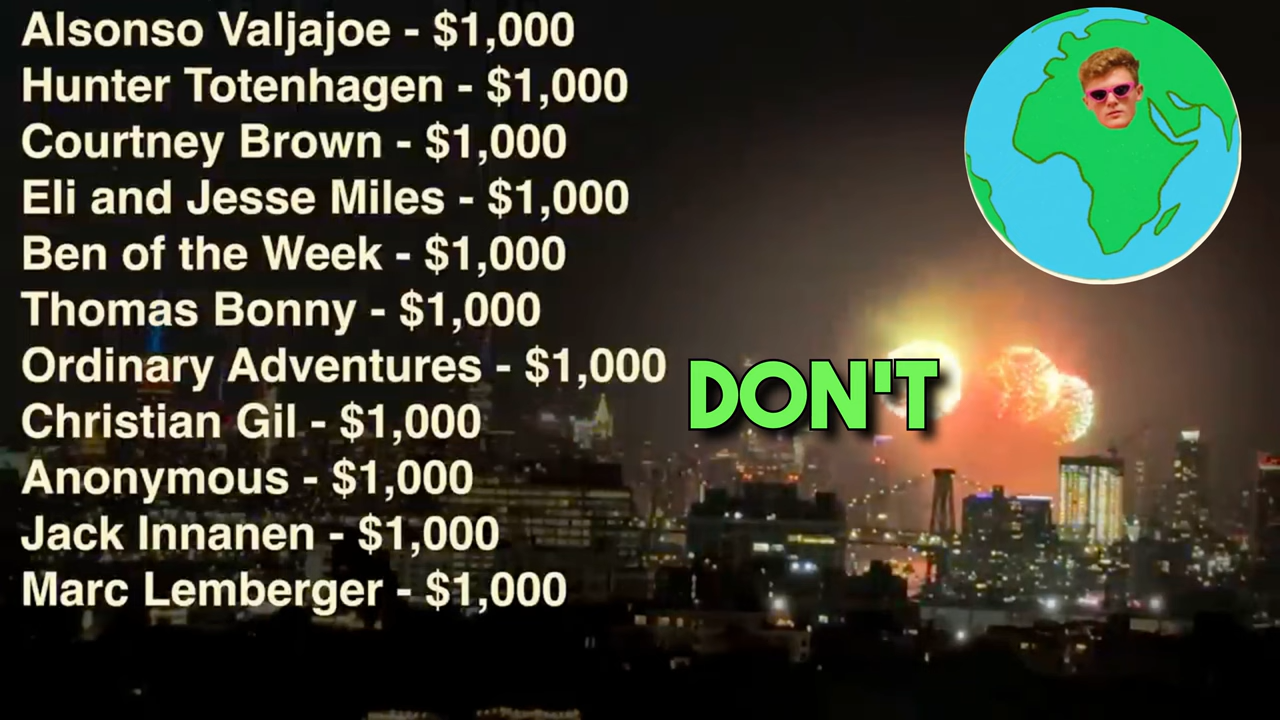 Alsonso Valjajoe - $1,000
Hunter Totenhagen - $1,000
Courtney Brown - $1,000
Eli and Jesse Miles - $1,000
Ben of the Week - $1,000
Thomas Bonny - $1,000
Ordinary Adventures - $1,000
DON'T
Christian Gil - $1,000
Anonymous - $1,000
Jack Innanen - $1,000
Marc Lemberger - $1,000